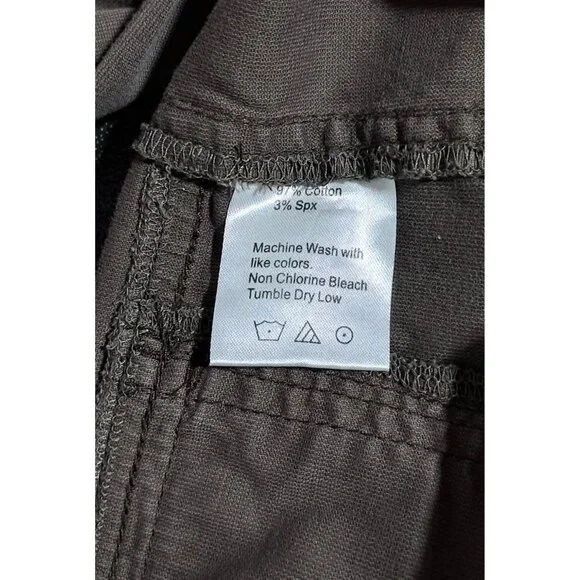 97% Cotton
3% Spx
Machine Wash with
like colors.
Non Chlorine Bleach
Tumble Dry Low